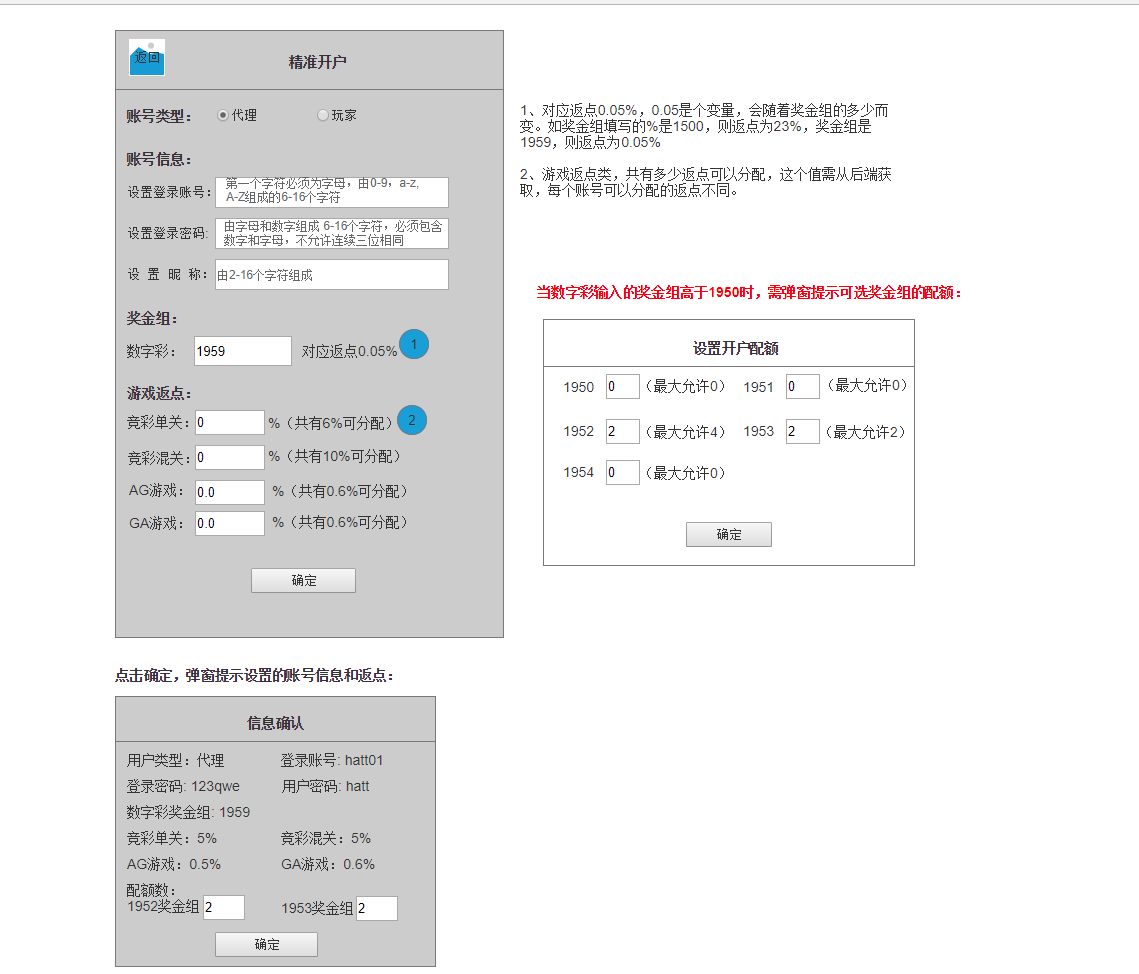 返回
精准开户
账号类型： 代理 玩家
账号信息：
设置登录账号： 第一个字符必须为字母，由0-9，a-z,
A-Z组成的6-16个字符
设置登录密码: 由字母和数字组成 6-16个字符，必须包含
数字和字母，不允许连续三位相同
设 置 昵 称： 由2-16个字符组成
奖金组：
数字彩： 1959 对应返点0.05% 1
游戏返点：
竞彩单关： 0 %（共有6%可分配） 2
竞彩混关： 0 %（共有10%可分配）
AG游戏： 0.0 %（共有0.6%可分配）
GA游戏： 0.0 %（共有0.6%可分配）
确定
1、对应返点0.05%，0.05是个变量，会随着奖金组的多少而
变。如奖金组填写的%是1500，则返点为23%，奖金组是
1959，则返点为0.05%
2、游戏返点类，共有多少返点可以分配，这个值需从后端获
取，每个账号可以分配的返点不同。
当数字彩输入的奖金组高于1950时，需弹窗提示可选奖金组的配额：
设置开户配额
1950 0 （最大允许0） 1951 0 （最大允许0）
1952 2 （最大允许4） 1953 2 （最大允许2）
1954 0 （最大允许0）
确定
点击确定，弹窗提示设置的账号信息和返点：
信息确认
用户类型：代理 登录账号: hatt01
登录密码: 123qwe 用户密码: hatt
数字彩奖金组: 1959
竞彩单关：5% 竞彩混关：5%
AG游戏：0.5% GA游戏：0.6%
配额数：
1952奖金组 2 1953奖金组 2
确定